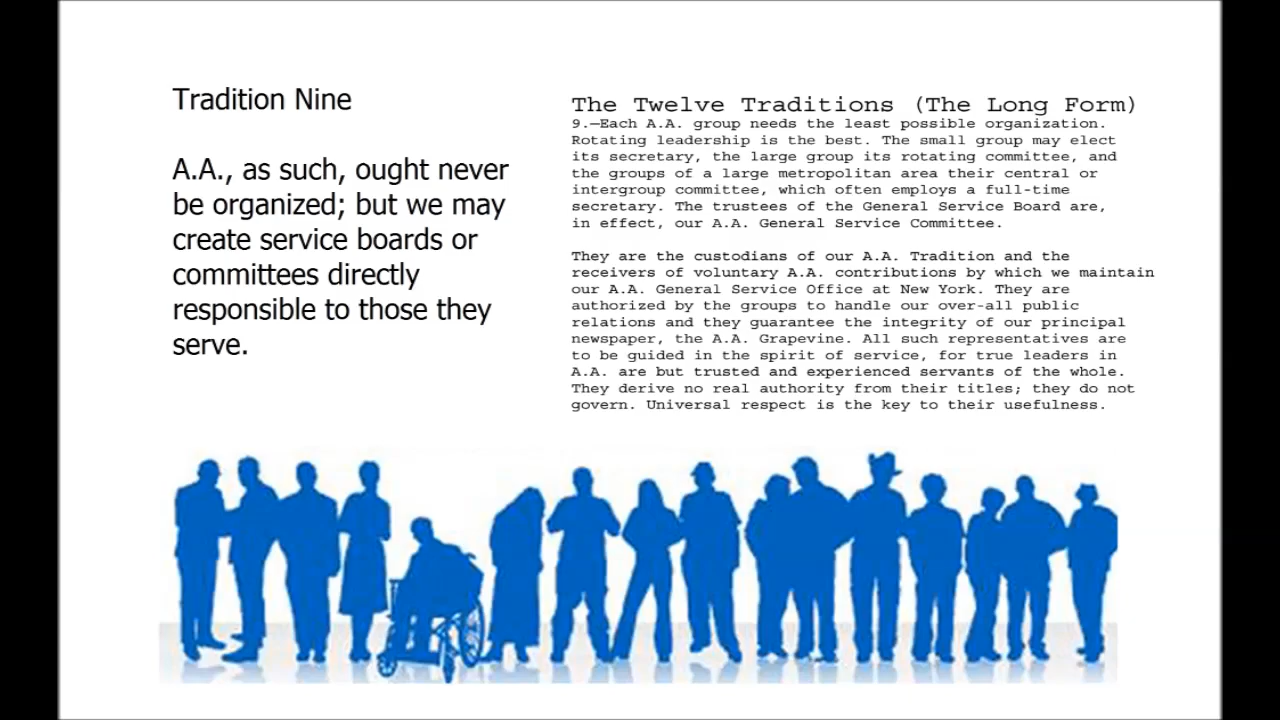 Tradition Nine
A.A., as such, ought never
be organized; but we may
create service boards or
committees directly
responsible to those they
serve.
The Twelve Traditions (The Long Form)
9.—Each A.A. group needs the least possible organization.
Rotating leadership is the best. The small group may elect
its secretary, the large group its rotating committee, and
the groups of a large metropolitan area their central or
intergroup committee, which often employs a full-time
secretary. The trustees of the General Service Board are,
in effect, our A.A. General Service Committee.
They are the custodians of our A.A. Tradition and the
receivers of voluntary A.A. contributions by which we maintain
our A.A. General Service Office at New York. They are
authorized by the groups to handle our over-all public
relations and they guarantee the integrity of our principal
newspaper, the A.A. Grapevine. All such representatives are
to be guided in the spirit of service, for true leaders in
A.A. are but trusted and experienced servants of the whole.
They derive no real authority from their titles; they do not
govern. Universal respect is the key to their usefulness.